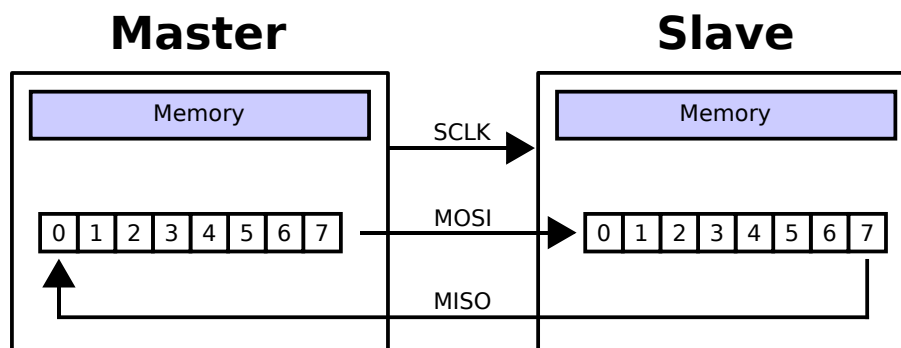 Master Slave
Memory Memory
SCLK
MOSI
0 1 2 3 4 5 6 7 0 1 2 3 4 5 6 7
MISO